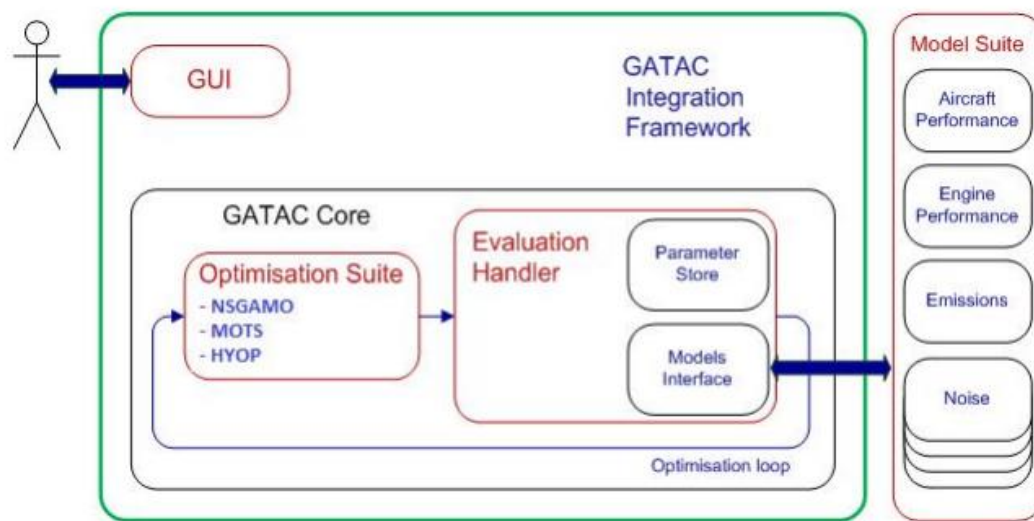 GUI
GATAC
Integration
Framework
GATAC Core
Optimisation Suite
- NSGAMO
- MOTS
- HYOP
Evaluation
Handler
Parameter
Store
Models
Interface
Optimisation loop
Model Suite
Aircraft
Performance
Engine
Performance
Emissions
Noise